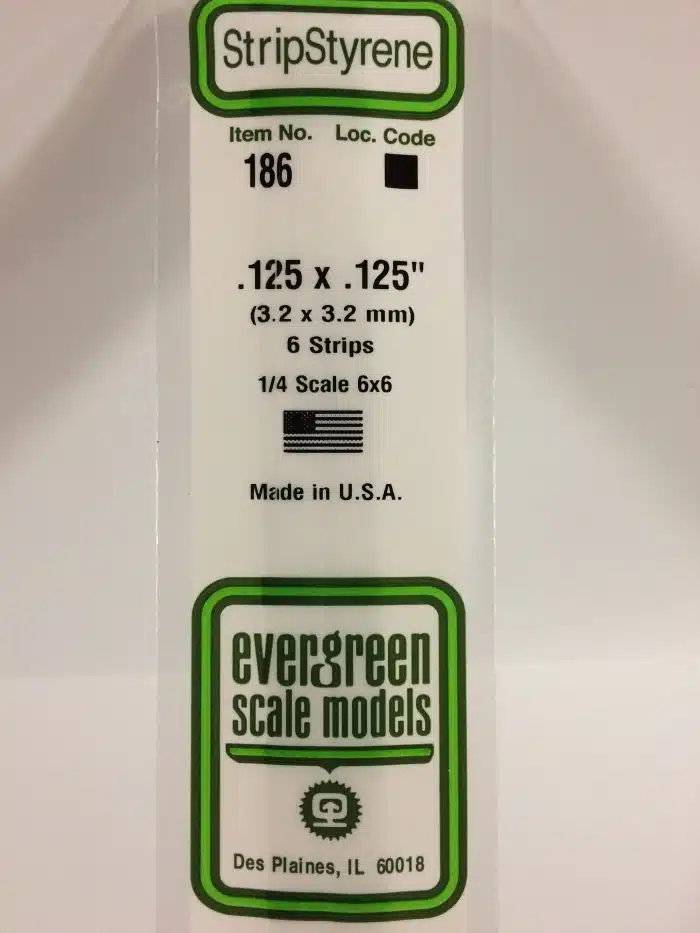 StripStyrene
Item No. Loc. Code
186
.125 x .125"
(3.2 x 3.2 mm)
6 Strips
1/4 Scale 6x6
Made in U.S.A.
evergreen
scale models
Des Plaines, IL 60018